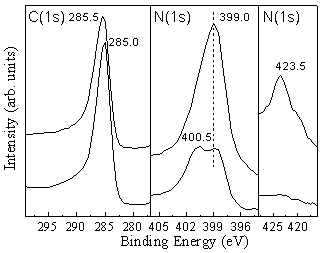 C(1s) 285.5 N(1s) 399.0 N(1s)
285.0
423.5
400.5
Intensity (arb. units)
295 290 285 280 405 402 399 396 425 420
Binding Energy (eV)